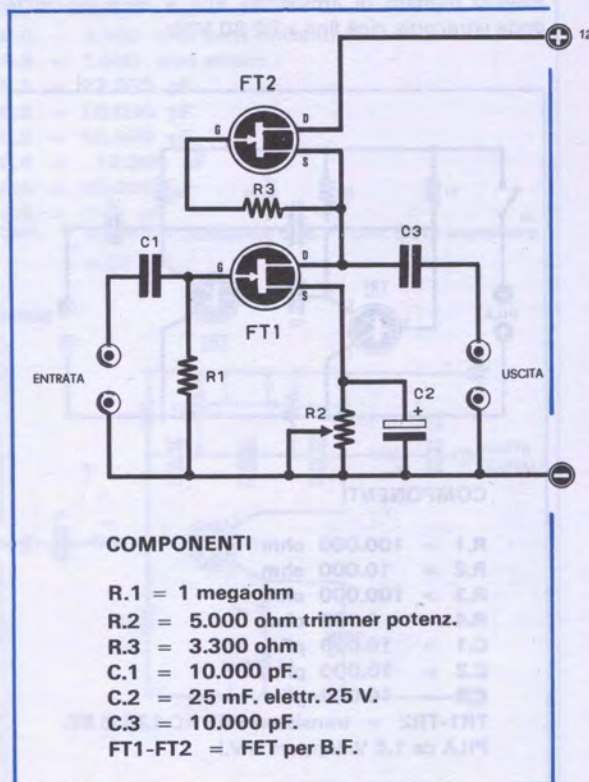 12
FT2
D
G
S
R3
C1
C3
G
D
S
FT1
ENTRATA
R1
USCITA
R2
C2
+
COMPONENTI
R.1 = 1 megaohm
R.2 = 5.000 ohm trimmer potenz.
R.3 = 3.300 ohm
C.1 = 10.000 pF.
C.2 = 25 mF. elettr. 25 V.
C.3 = 10.000 pF.
FT1-FT2 = FET per B.F.